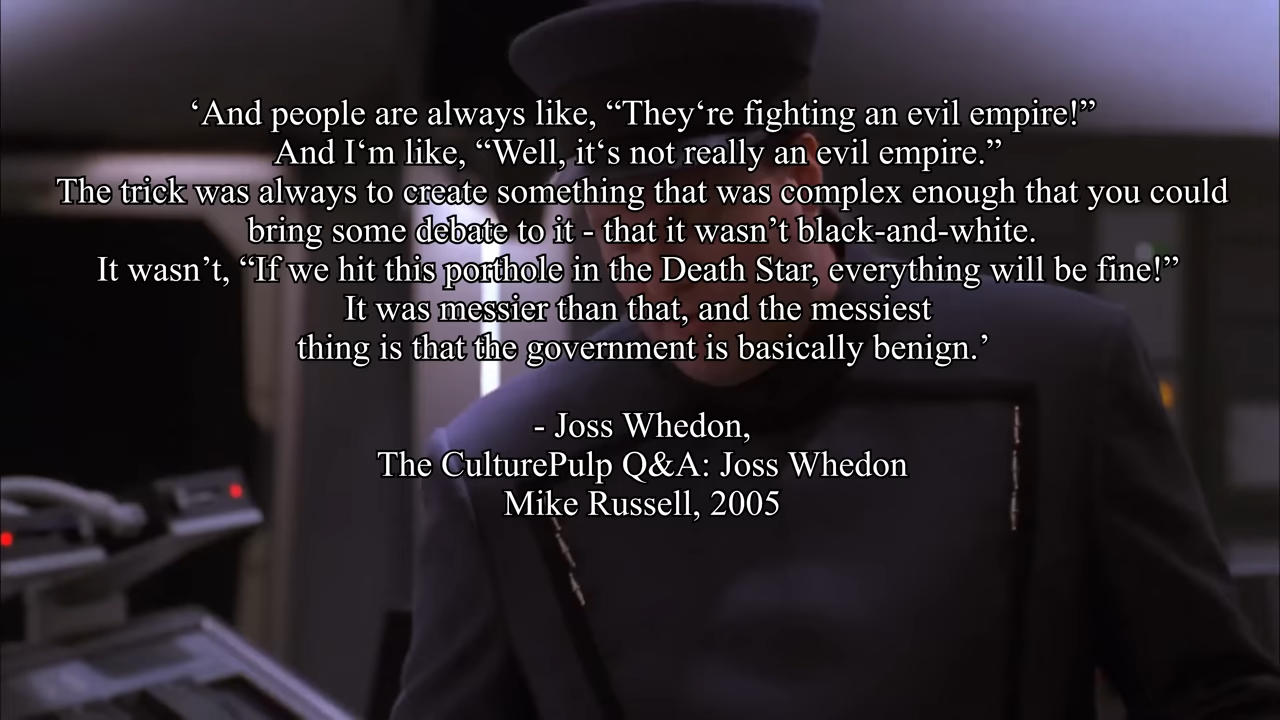 ‘And people are always like, “They‘re fighting an evil empire!”
And I‘m like, “Well, it‘s not really an evil empire.”
The trick was always to create something that was complex enough that you could
bring some debate to it - that it wasn’t black-and-white.
It wasn’t, “If we hit this porthole in the Death Star, everything will be fine!”
It was messier than that, and the messiest
thing is that the government is basically benign.’
- Joss Whedon,
The CulturePulp Q&A: Joss Whedon
Mike Russell, 2005